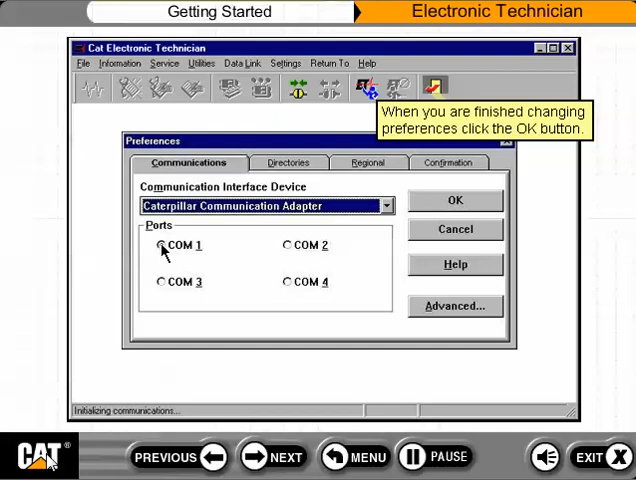 Getting Started
Electronic Technician
Cat Electronic Technician
File Information Service Utilities Data Link Settings Return To Help
When you are finished changing
preferences click the OK button.
Preferences
Communications Directories Regional Confirmation
Communication Interface Device
Caterpillar Communication Adapter
OK
Ports
Cancel
COM 1 COM 2
Help
COM 3 COM 4
Advanced...
Initializing communications...
CAT®
PREVIOUS NEXT MENU PAUSE EXIT X